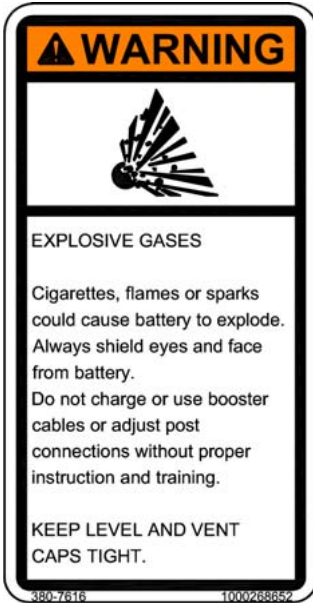 WARNING
EXPLOSIVE GASES
Cigarettes, flames or sparks
could cause battery to explode.
Always shield eyes and face
from battery.
Do not charge or use booster
cables or adjust post
connections without proper
instruction and training.
KEEP LEVEL AND VENT
CAPS TIGHT.
380-7616 1000268652